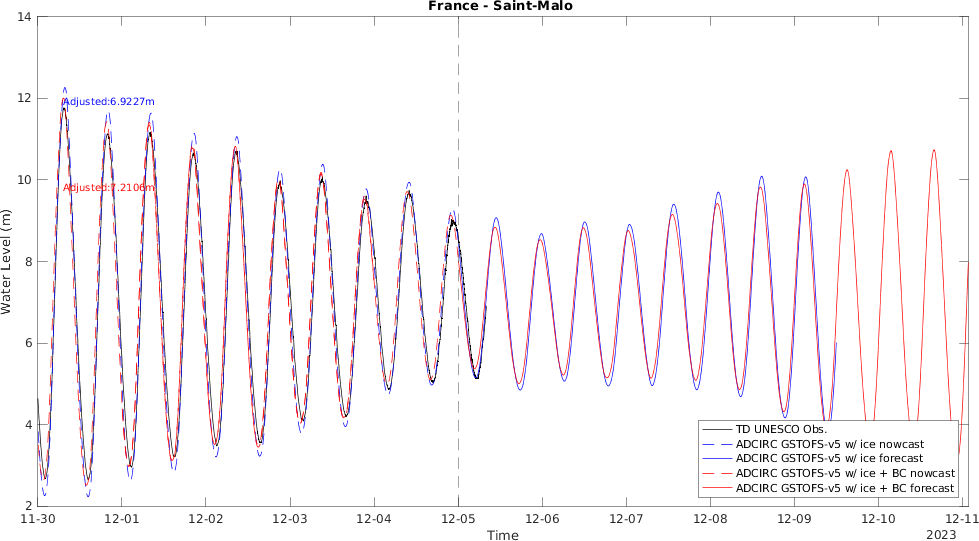 France - Saint-Malo
14
12
10
8
6
4
2
Water Level (m)
Adjusted:6.9227m
Adjusted:7.2106m
TD UNESCO Obs.
ADCIRC GSTOFS-v5 w/ ice nowcast
ADCIRC GSTOFS-v5 w/ ice forecast
ADCIRC GSTOFS-v5 w/ ice + BC nowcast
ADCIRC GSTOFS-v5 w/ ice + BC forecast
11-30 12-01 12-02 12-03 12-04 12-05 12-06 12-07 12-08 12-09 12-10 12-11
Time
2023